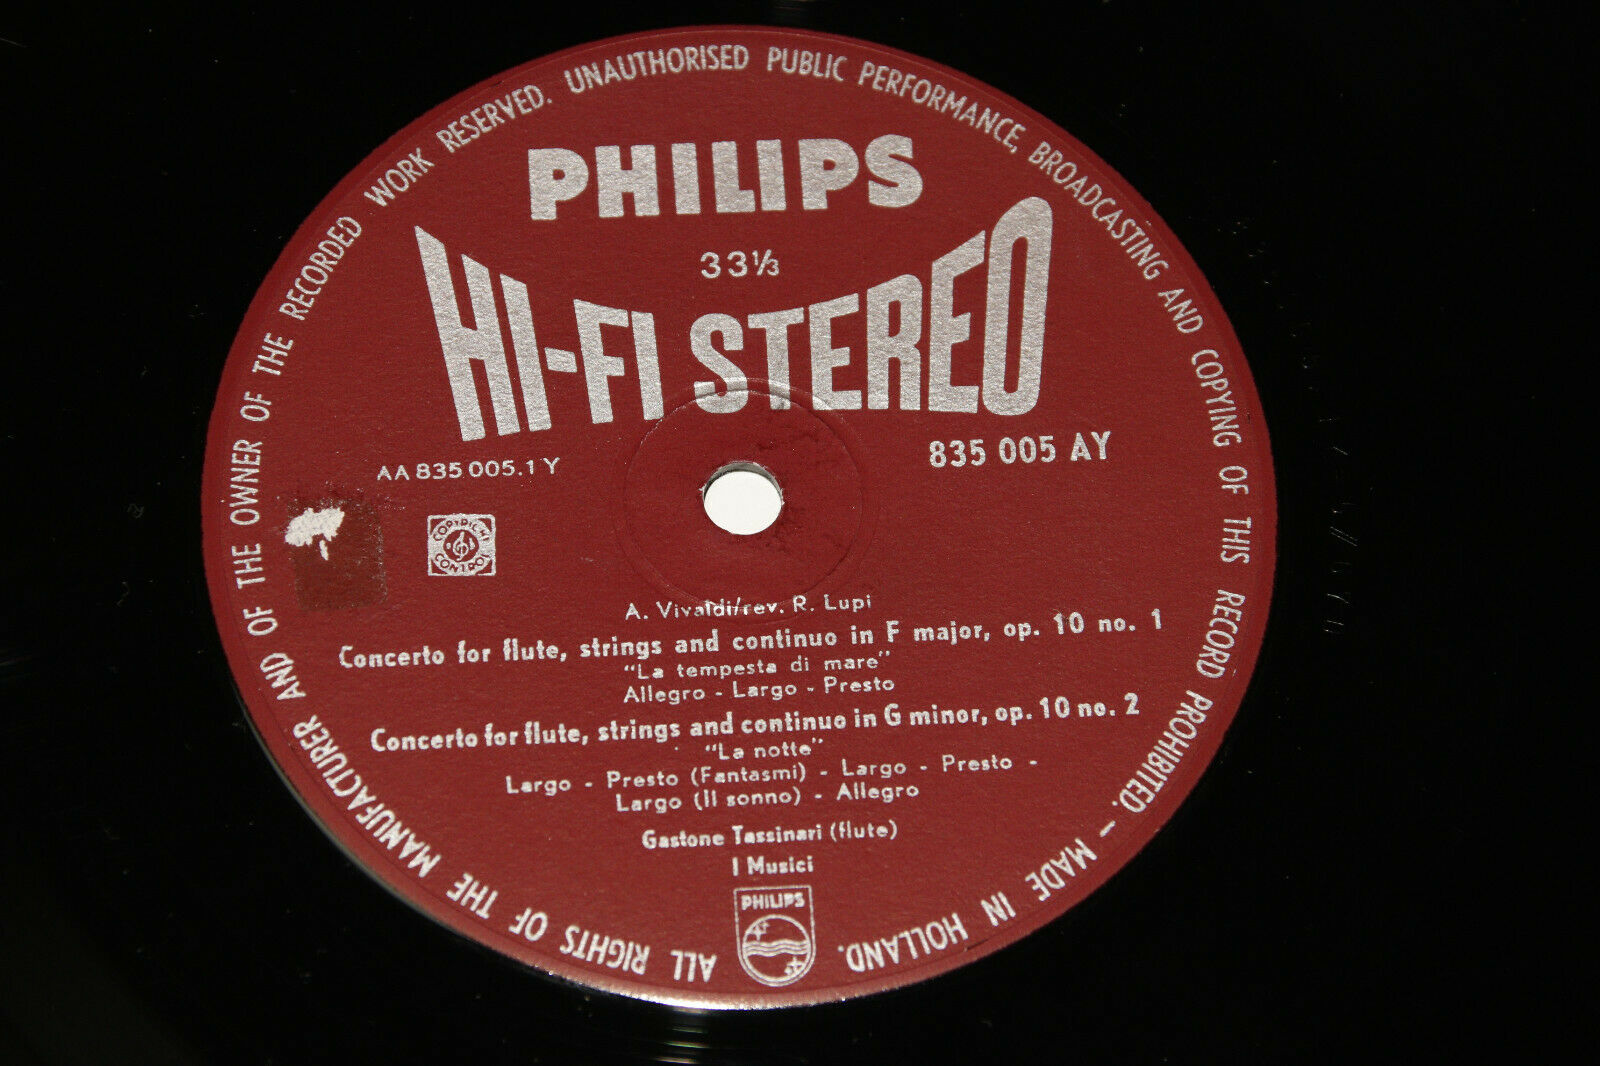 ALL RIGHTS OF THE MANUFACTURER AND OF THE OWNER OF THE RECORDED WORK RESERVED. UNAUTHORISED PUBLIC PERFORMANCE, BROADCASTING AND COPYING OF THIS RECORD PROHIBITED. – MADE IN HOLLAND.
PHILIPS
33⅓
HI-FI STEREO
AA 835 005.1 Y
835 005 AY
COPYRIGHT
CONTROL
A. Vivaldi/rev. R. Lupi
Concerto for flute, strings and continuo in F major, op. 10 no. 1
"La tempesta di mare"
Allegro - Largo - Presto
Concerto for flute, strings and continuo in G minor, op. 10 no. 2
"La notte"
Largo - Presto (Fantasmi) - Largo - Presto -
Largo (Il sonno) - Allegro
Gastone Tassinari (flute)
I Musici
PHILIPS